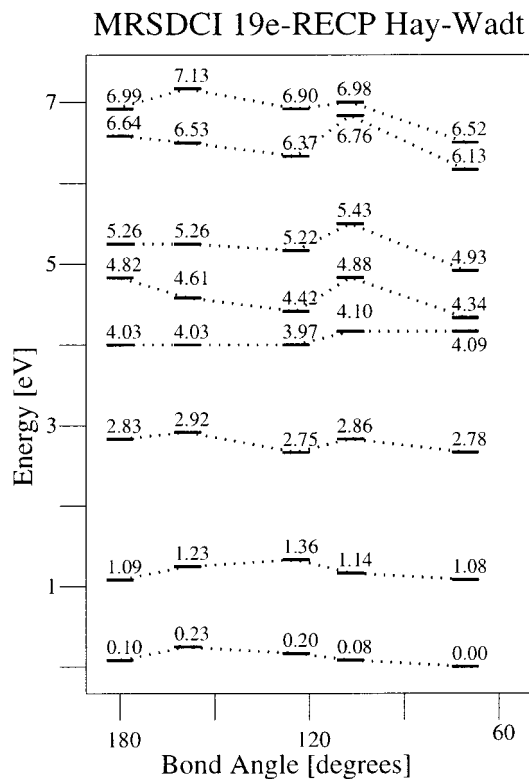 MRSDCI 19e-RECP Hay-Wadt
7.13
6.99 6.90 6.98
7
6.64 6.53 6.37 6.76 6.52
6.13
5.26 5.26 5.22 5.43
5
4.82 4.61 4.42 4.88 4.93
4.34
4.03 4.03 3.97 4.10
4.09
Energy [eV]
3
2.83 2.92 2.75 2.86 2.78
1.09 1.23 1.36 1.14 1.08
1
0.10 0.23 0.20 0.08 0.00
180 120 60
Bond Angle [degrees]